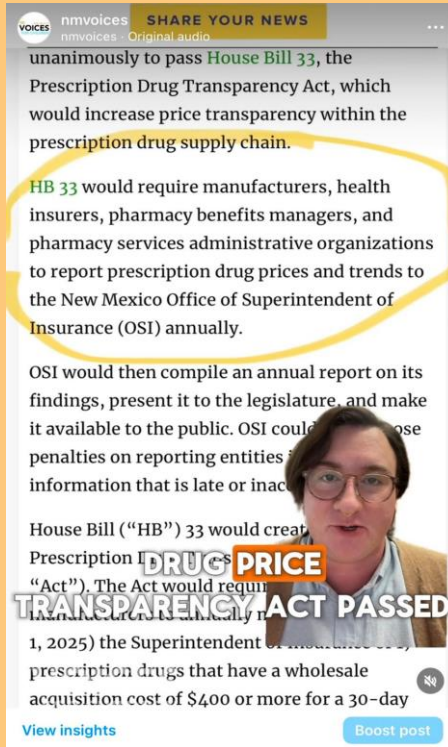 SHARE YOUR NEWS
VOICES
nmvoices
nmvoices · Original audio
unanimously to pass House Bill 33, the
Prescription Drug Transparency Act, which
would increase price transparency within the
prescription drug supply chain.
HB 33 would require manufacturers, health
insurers, pharmacy benefits managers, and
pharmacy services administrative organizations
to report prescription drug prices and trends to
the New Mexico Office of Superintendent of
Insurance (OSI) annually.
OSI would then compile an annual report on its
findings, present it to the legislature, and make
it available to the public. OSI could
penalties on reporting entities
information that is late or
House Bill ("HB") 33 would
Prescription
"Act"). The Act would
DRUG PRICE
TRANSPARENCY ACT PASSED
1, 2025) the Superintendent of
prescription drugs that have a wholesale
acquisition cost of $400 or more for a 30-day
View insights
Boost post